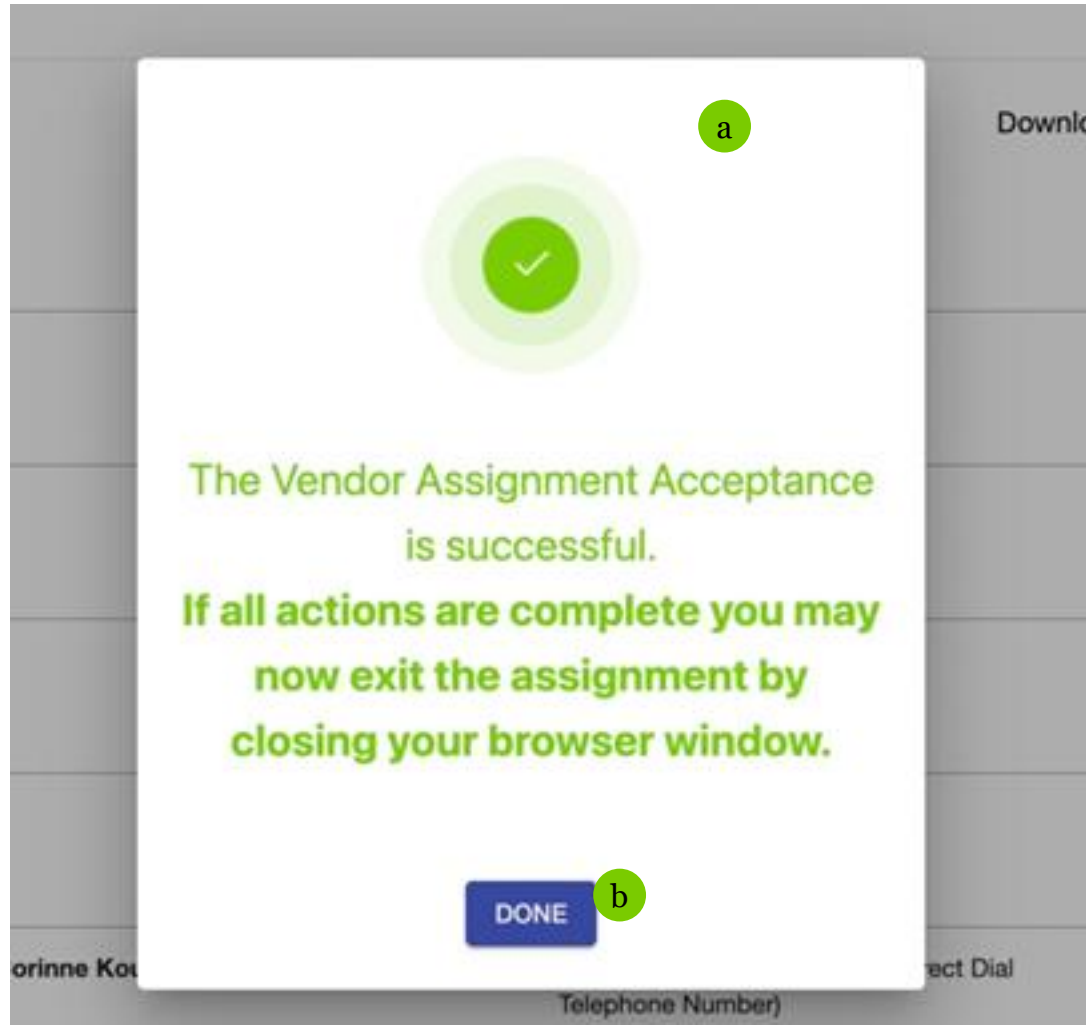 a
Downlo
The Vendor Assignment Acceptance
is successful.
If all actions are complete you may
now exit the assignment by
closing your browser window.
DONE
b
orinne Kou
rect Dial
Telephone Number)